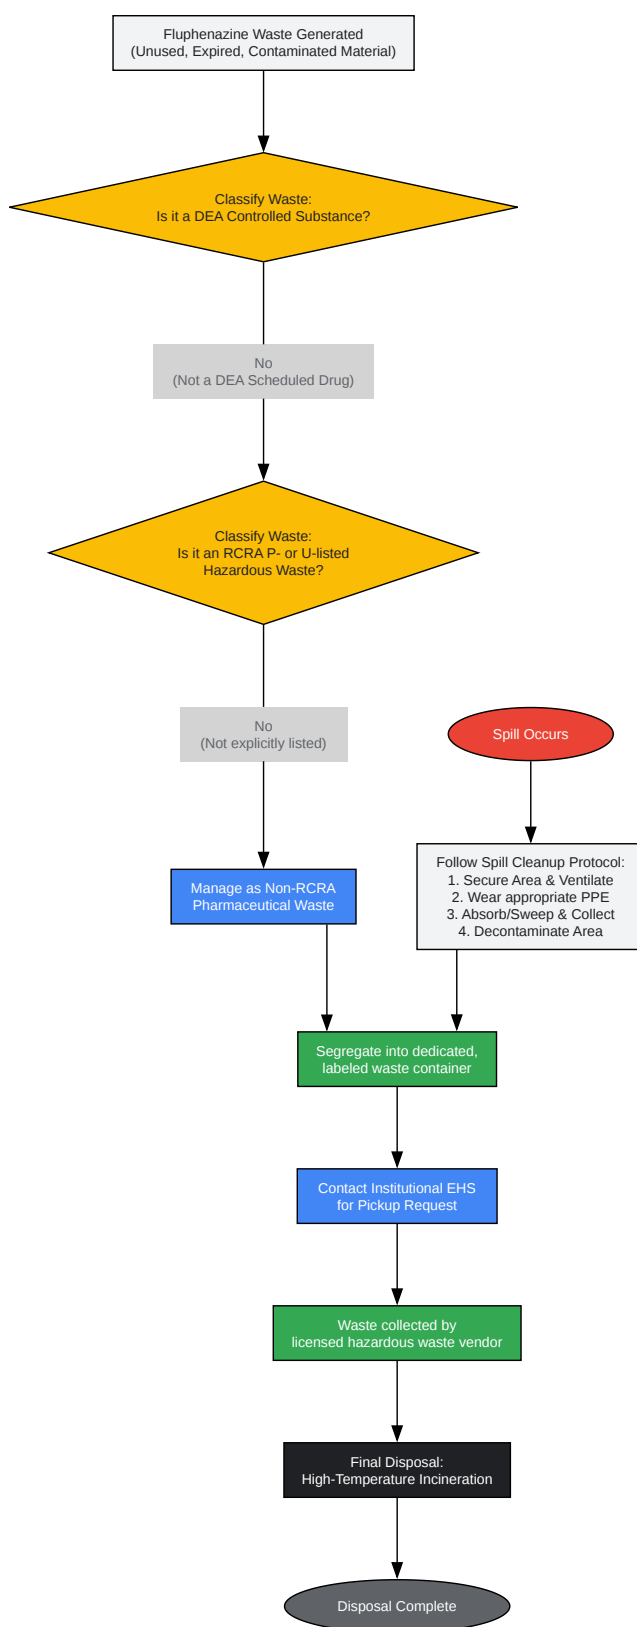 Fluphenazine Waste Generated
(Unused, Expired, Contaminated Material)
Classify Waste:
Is it a DEA Controlled Substance?
No
(Not a DEA Scheduled Drug)
Classify Waste:
Is it an RCRA P- or U-listed
Hazardous Waste?
No
(Not explicitly listed)
Spill Occurs
Manage as Non-RCRA
Pharmaceutical Waste
Follow Spill Cleanup Protocol:
1. Secure Area & Ventilate
2. Wear appropriate PPE
3. Absorb/Sweep & Collect
4. Decontaminate Area
Segregate into dedicated,
labeled waste container
Contact Institutional EHS
for Pickup Request
Waste collected by
licensed hazardous waste vendor
Final Disposal:
High-Temperature Incineration
Disposal Complete